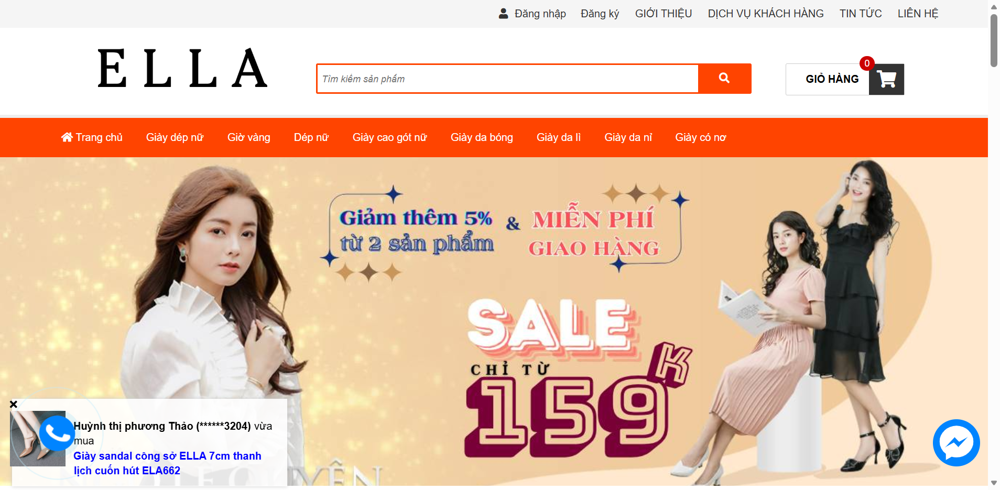 Đăng nhập Đăng ký GIỚI THIỆU DỊCH VỤ KHÁCH HÀNG TIN TỨC LIÊN HỆ
ELLA
Tìm kiếm sản phẩm
GIỎ HÀNG
0
Trang chủ Giày dép nữ Giờ vàng Dép nữ Giày cao gót nữ Giày da bóng Giày da lì Giày da nỉ Giày có nơ
Giảm thêm 5%
từ 2 sản phẩm
&
MIỄN PHÍ
GIAO HÀNG
SALE
CHỈ TỪ
159K
Huỳnh thị phương Thảo (******3204) vừa
mua
Giày sandal công sở ELLA 7cm thanh
lịch cuốn hút ELA662